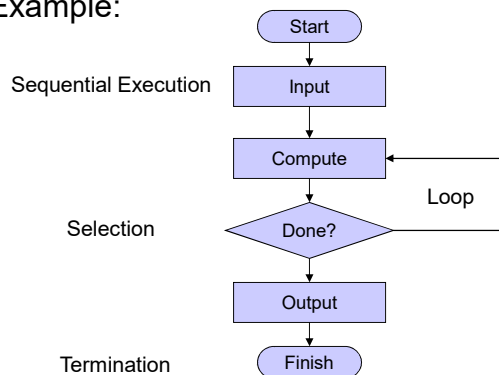 Example:
Start
Sequential Execution
Input
Compute
Loop
Selection
Done?
Output
Termination
Finish